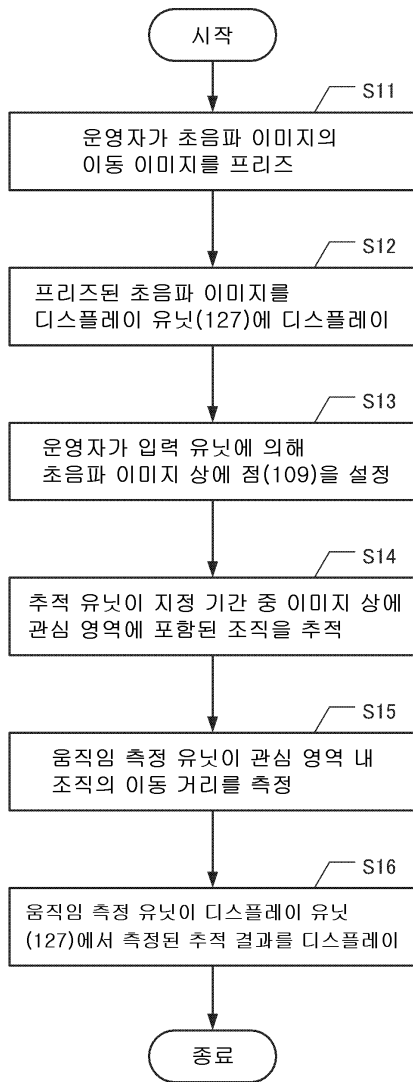 시작
S11
운영자가 초음파 이미지의
이동 이미지를 프리즈
S12
프리즈된 초음파 이미지를
디스플레이 유닛(127)에 디스플레이
S13
운영자가 입력 유닛에 의해
초음파 이미지 상에 점(109)을 설정
S14
추적 유닛이 지정 기간 중 이미지 상에
관심 영역에 포함된 조직을 추적
S15
움직임 측정 유닛이 관심 영역 내
조직의 이동 거리를 측정
S16
움직임 측정 유닛이 디스플레이 유닛
(127)에서 측정된 추적 결과를 디스플레이
종료